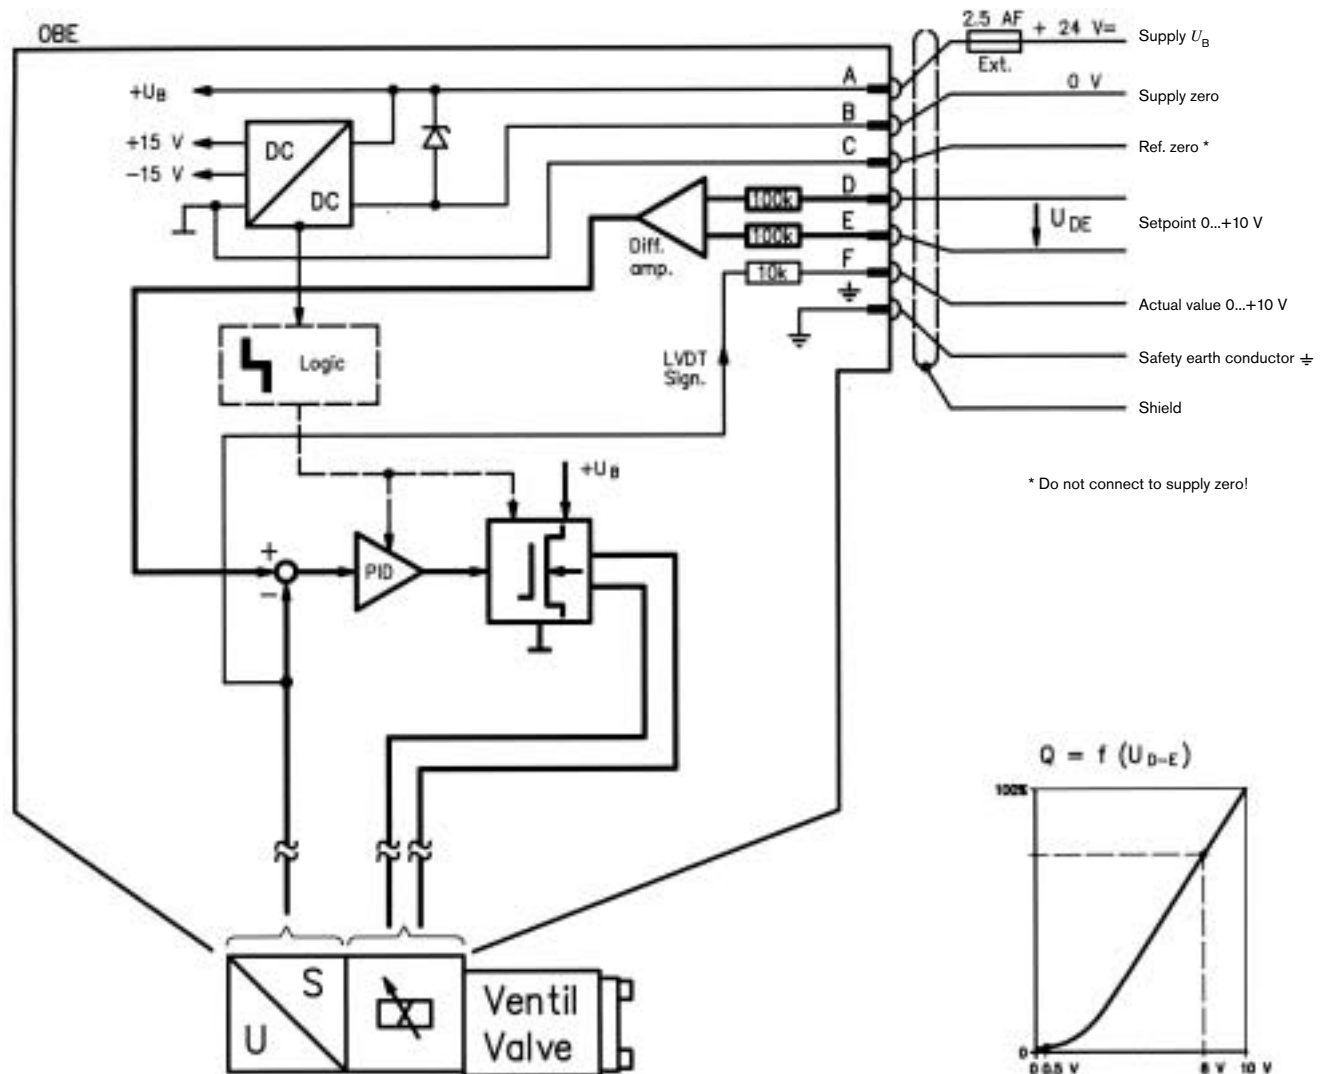 OBE
2.5 AF
+ 24 V=
Supply U_B
Ext.
A
+U_B
0 V
Supply zero
B
+15 V
DC
C
Ref. zero *
-15 V
DC
D
100k
E
100k
U_DE
Setpoint 0...+10 V
Diff.
amp.
F
10k
Actual value 0...+10 V
Logic
LVDT
Sign.
Safety earth conductor ⏚
Shield
+U_B
* Do not connect to supply zero!
+
PID
−
Q = f (U_D-E)
100%
S
U
Ventil
Valve
0
0 0.5 V
8 V
10 V